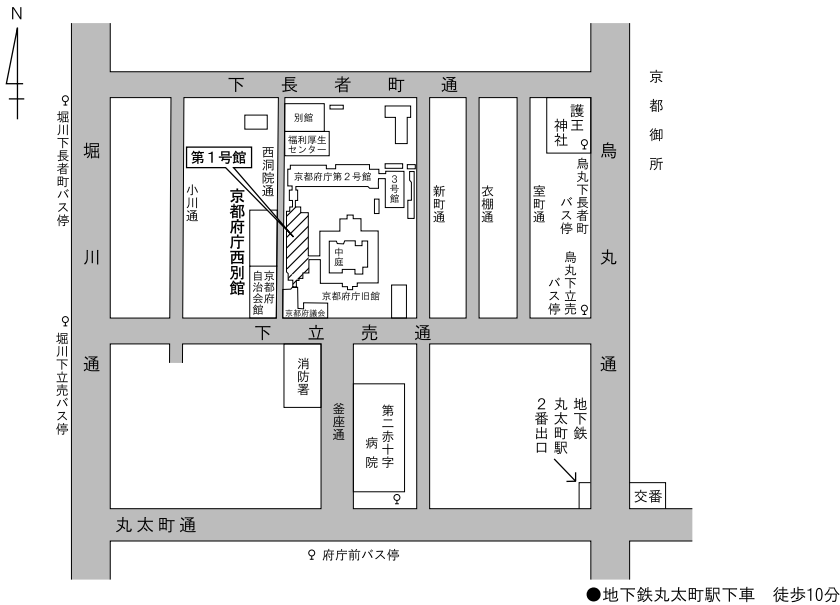 N
下長者町通
京都御所
堀川下長者町バス停
別館
福利厚生
センター
護王
神社
第１号館
西洞院通
京都府庁第２号館
３号館
烏丸下長者町
バス停
堀川通
小川通
京都府庁西別館
新町通
衣棚通
室町通
烏丸通
中庭
京都府
自治会館
京都府庁旧館
烏丸下立売
バス停
京都府議会
下立売通
堀川下立売バス停
消防署
釜座通
第二赤十字
病院
地下鉄
丸太町駅
２番出口
交番
丸太町通
府庁前バス停
●地下鉄丸太町駅下車　徒歩10分